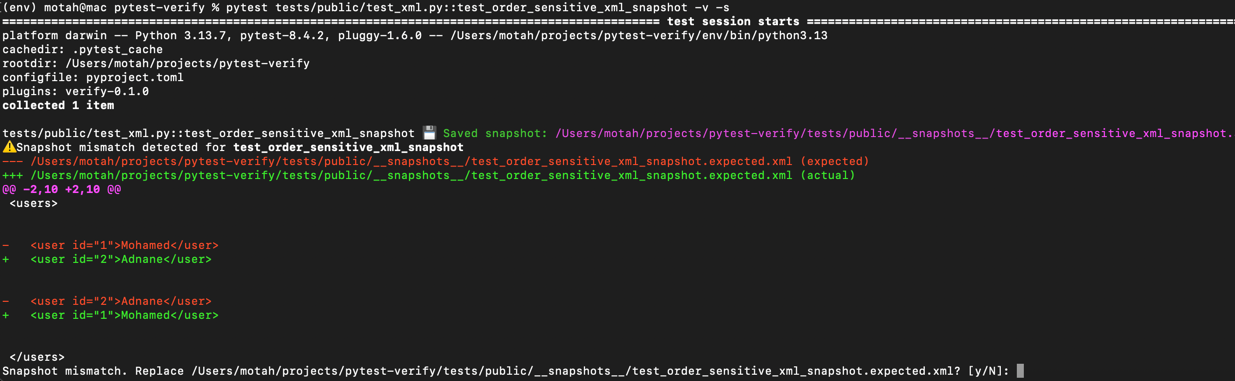 (env) motah@mac pytest-verify % pytest tests/public/test_xml.py::test_order_sensitive_xml_snapshot -v -s
============================================================================================== test session starts ==============================================================
platform darwin -- Python 3.13.7, pytest-8.4.2, pluggy-1.6.0 -- /Users/motah/projects/pytest-verify/env/bin/python3.13
cachedir: .pytest_cache
rootdir: /Users/motah/projects/pytest-verify
configfile: pyproject.toml
plugins: verify-0.1.0
collected 1 item
tests/public/test_xml.py::test_order_sensitive_xml_snapshot 💾 Saved snapshot: /Users/motah/projects/pytest-verify/tests/public/__snapshots__/test_order_sensitive_xml_snapshot.
⚠️Snapshot mismatch detected for test_order_sensitive_xml_snapshot
--- /Users/motah/projects/pytest-verify/tests/public/__snapshots__/test_order_sensitive_xml_snapshot.expected.xml (expected)
+++ /Users/motah/projects/pytest-verify/tests/public/__snapshots__/test_order_sensitive_xml_snapshot.expected.xml (actual)
@@ -2,10 +2,10 @@
 <users>
-   <user id="1">Mohamed</user>
+   <user id="2">Adnane</user>
-   <user id="2">Adnane</user>
+   <user id="1">Mohamed</user>
 </users>
Snapshot mismatch. Replace /Users/motah/projects/pytest-verify/tests/public/__snapshots__/test_order_sensitive_xml_snapshot.expected.xml? [y/N]: